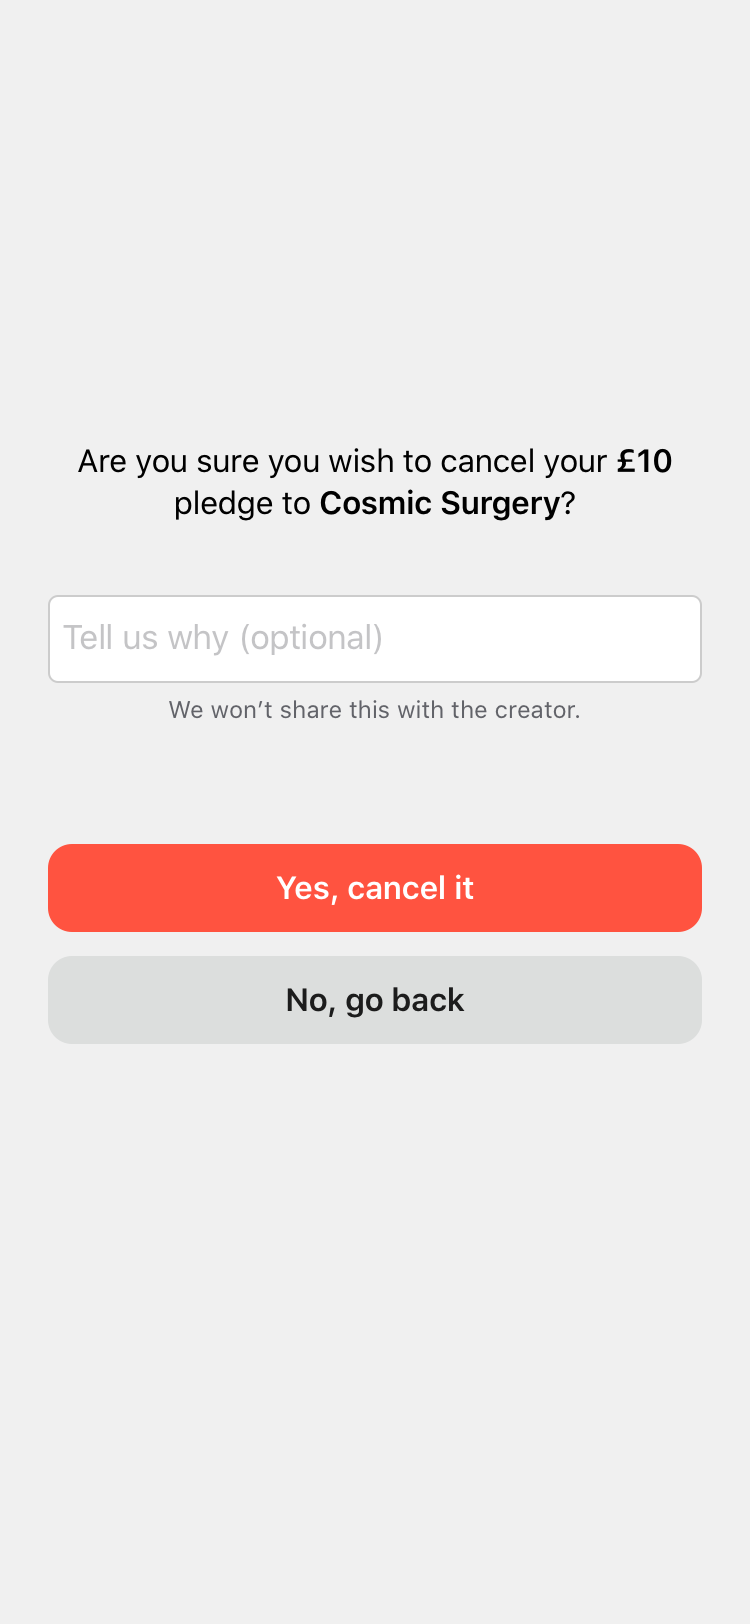 Are you sure you wish to cancel your £10
pledge to Cosmic Surgery?
Tell us why (optional)
We won’t share this with the creator.
Yes, cancel it
No, go back